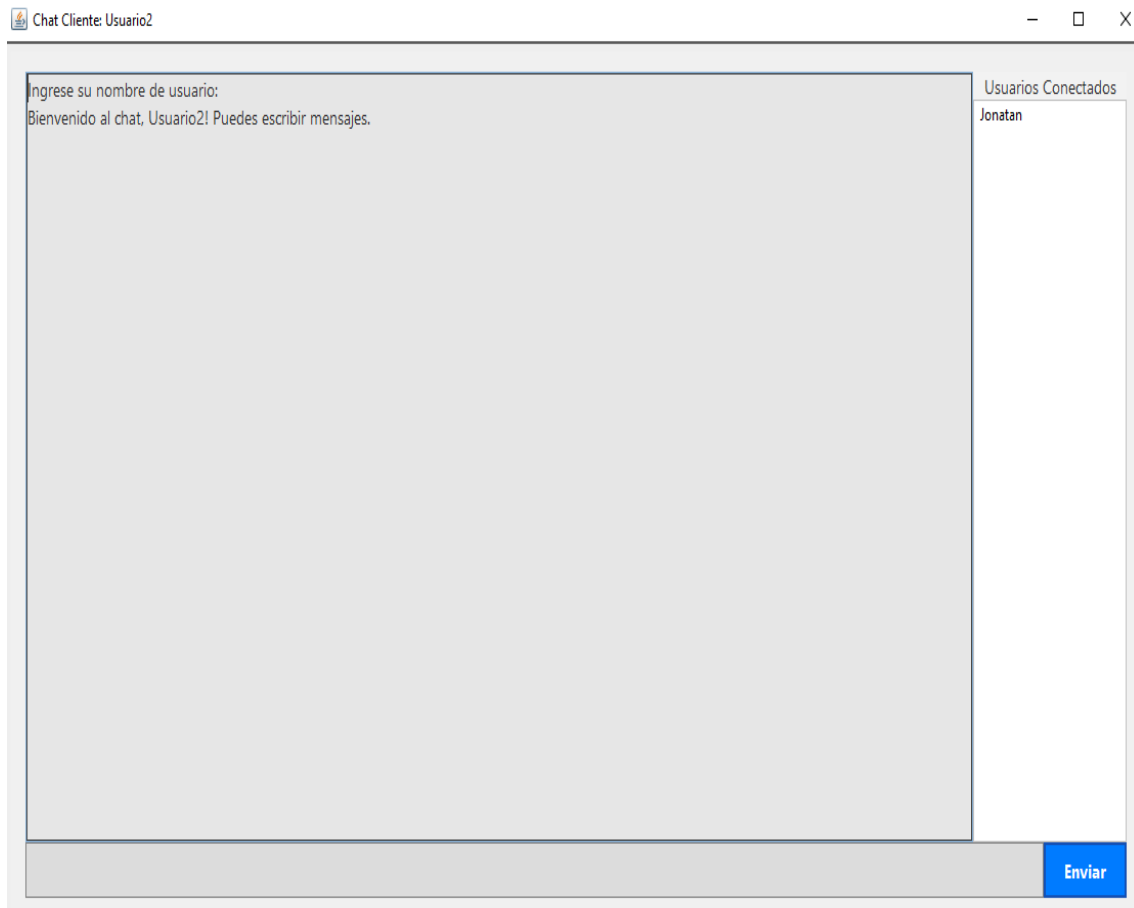 Chat Cliente: Usuario2
Ingrese su nombre de usuario:
Bienvenido al chat, Usuario2! Puedes escribir mensajes.
Usuarios Conectados
Jonatan
Enviar